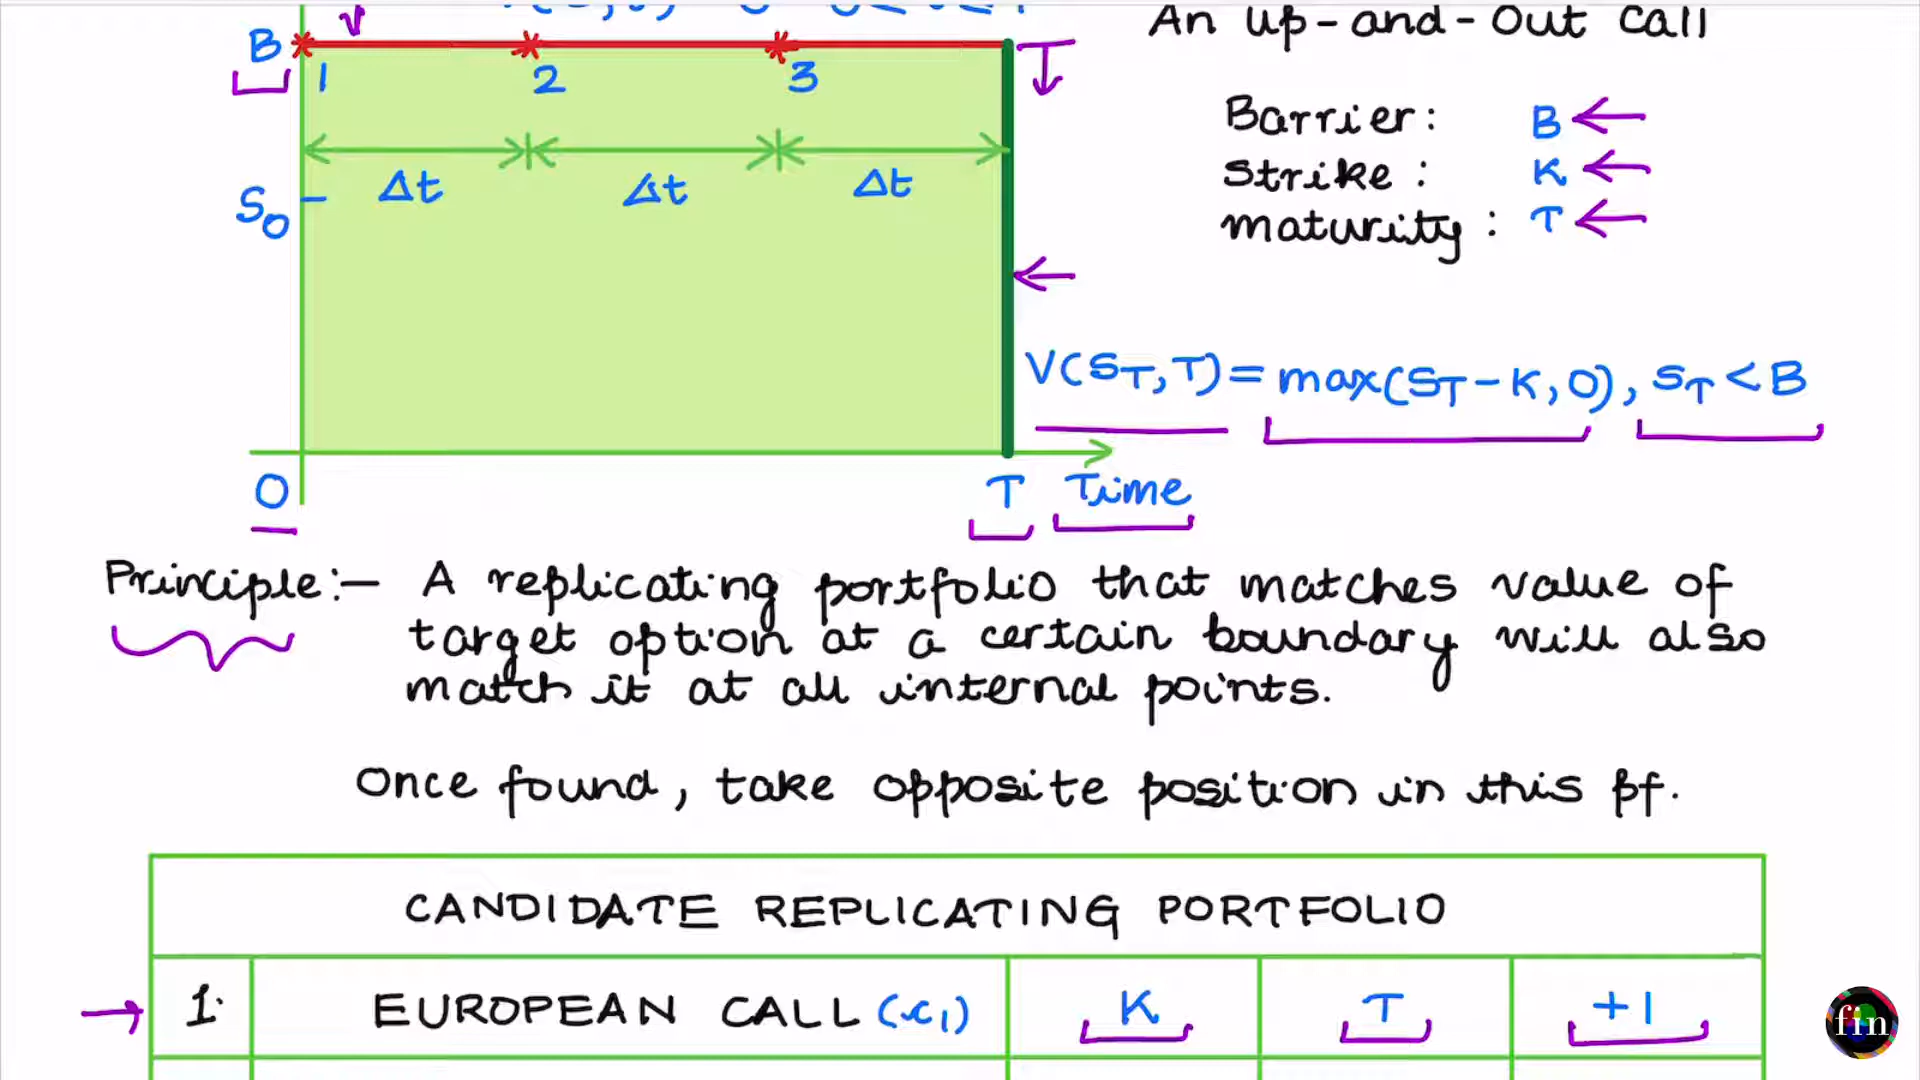 An Up-and-Out Call
B
1 2 3
Barrier: B
Δt Δt Δt
Strike: K
S0
maturity: T
V(ST, T) = max(ST - K, 0), ST < B
0 T Time
Principle:- A replicating portfolio that matches value of
target option at a certain boundary will also
match it at all internal points.
Once found, take opposite position in this pf.
CANDIDATE REPLICATING PORTFOLIO
1. EUROPEAN CALL (c1) K T +1
fin